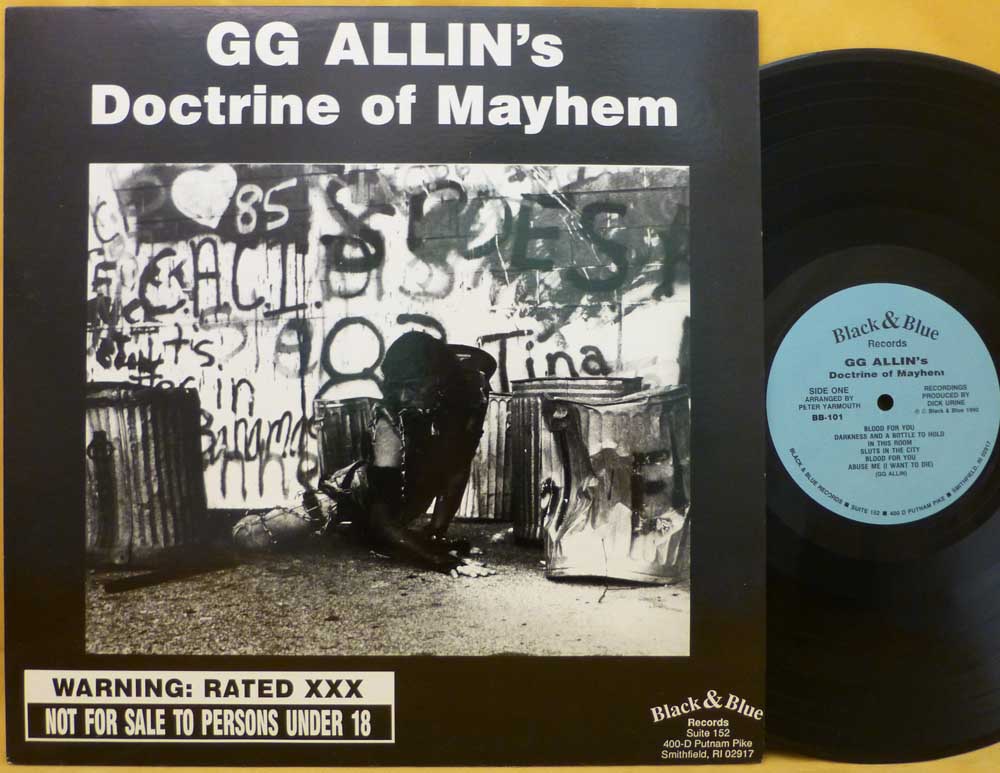 GG ALLIN's
Doctrine of Mayhem
85
E.A.C.I.
Tina
in
WARNING: RATED XXX
NOT FOR SALE TO PERSONS UNDER 18
Black & Blue
Records
Suite 152
400-D Putnam Pike
Smithfield, RI 02917
Black & Blue
Records
GG ALLIN's
Doctrine of Mayhem
SIDE ONE
ARRANGED BY
PETER YARMOUTH
BB-101
RECORDINGS
PRODUCED BY
DICK URINE
℗ © Black & Blue 1990
BLOOD FOR YOU
DARKNESS AND A BOTTLE TO HOLD
IN THIS ROOM
SLUTS IN THE CITY
BLOOD FOR YOU
ABUSE ME (I WANT TO DIE)
(GG ALLIN)
BLACK & BLUE RECORDS ■ SUITE 152 ■ 400 D PUTNAM PIKE ■ SMITHFIELD, RI 02917